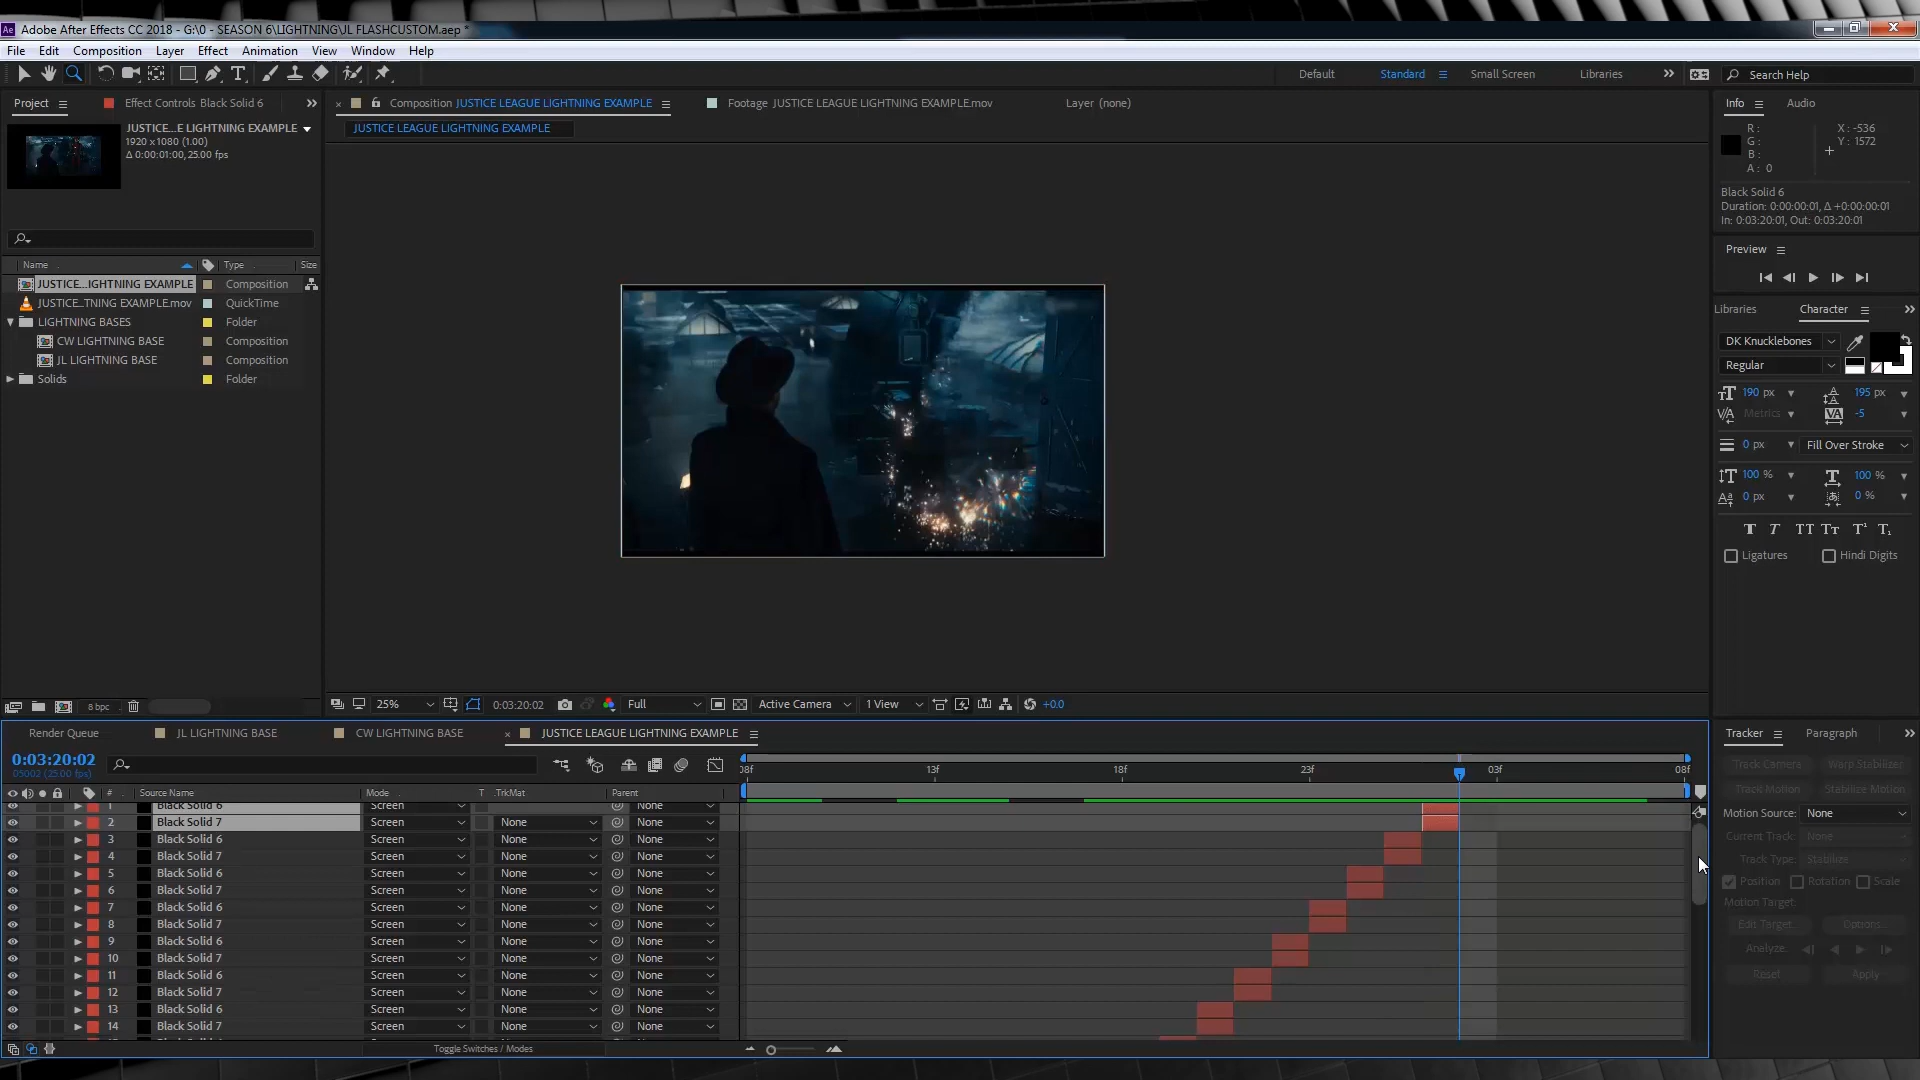 Adobe After Effects CC 2018 - G:\0 - SEASON 6\LIGHTNING\JL FLASHCUSTOM.aep *
File Edit Composition Layer Effect Animation View Window Help
Default Standard Small Screen Libraries Search Help
Project Effect Controls Black Solid 6
Composition JUSTICE LEAGUE LIGHTNING EXAMPLE Footage JUSTICE LEAGUE LIGHTNING EXAMPLE.mov Layer (none)
Info Audio
JUSTICE...E LIGHTNING EXAMPLE
1920 x1080 (1.00)
Δ 0:00:01:00, 25.00 fps
JUSTICE LEAGUE LIGHTNING EXAMPLE
R :
G :
B :
A : 0
X : -536
Y : 1572
Black Solid 6
Duration: 0:00:00:01, Δ +0:00:00:01
In: 0:03:20:01, Out: 0:03:20:01
Preview
Name Type Size
JUSTICE...IGHTNING EXAMPLE Composition
JUSTICE...TNING EXAMPLE.mov QuickTime
LIGHTNING BASES Folder
CW LIGHTNING BASE Composition
JL LIGHTNING BASE Composition
Solids Folder
Libraries Character
DK Knucklebones
Regular
190 px 195 px
Metrics -5
0 px Fill Over Stroke
100 % 100 %
0 px 0 %
Ligatures Hindi Digits
8 bpc
25% 0:03:20:02 Full Active Camera 1 View +0.0
Render Queue JL LIGHTNING BASE CW LIGHTNING BASE JUSTICE LEAGUE LIGHTNING EXAMPLE
0:03:20:02
05002 (25.00 fps)
08f 13f 18f 23f 03f 08f
# Source Name Mode T .TrkMat Parent
1 Black Solid 6 Screen None
2 Black Solid 7 Screen None None
3 Black Solid 6 Screen None None
4 Black Solid 7 Screen None None
5 Black Solid 6 Screen None None
6 Black Solid 7 Screen None None
7 Black Solid 6 Screen None None
8 Black Solid 7 Screen None None
9 Black Solid 6 Screen None None
10 Black Solid 7 Screen None None
11 Black Solid 6 Screen None None
12 Black Solid 7 Screen None None
13 Black Solid 6 Screen None None
14 Black Solid 7 Screen None None
Toggle Switches / Modes
Tracker Paragraph
Track Camera Warp Stabilizer
Track Motion Stabilize Motion
Motion Source: None
Current Track: None
Track Type: Stabilize
Position Rotation Scale
Motion Target:
Edit Target... Options...
Analyze:
Reset Apply